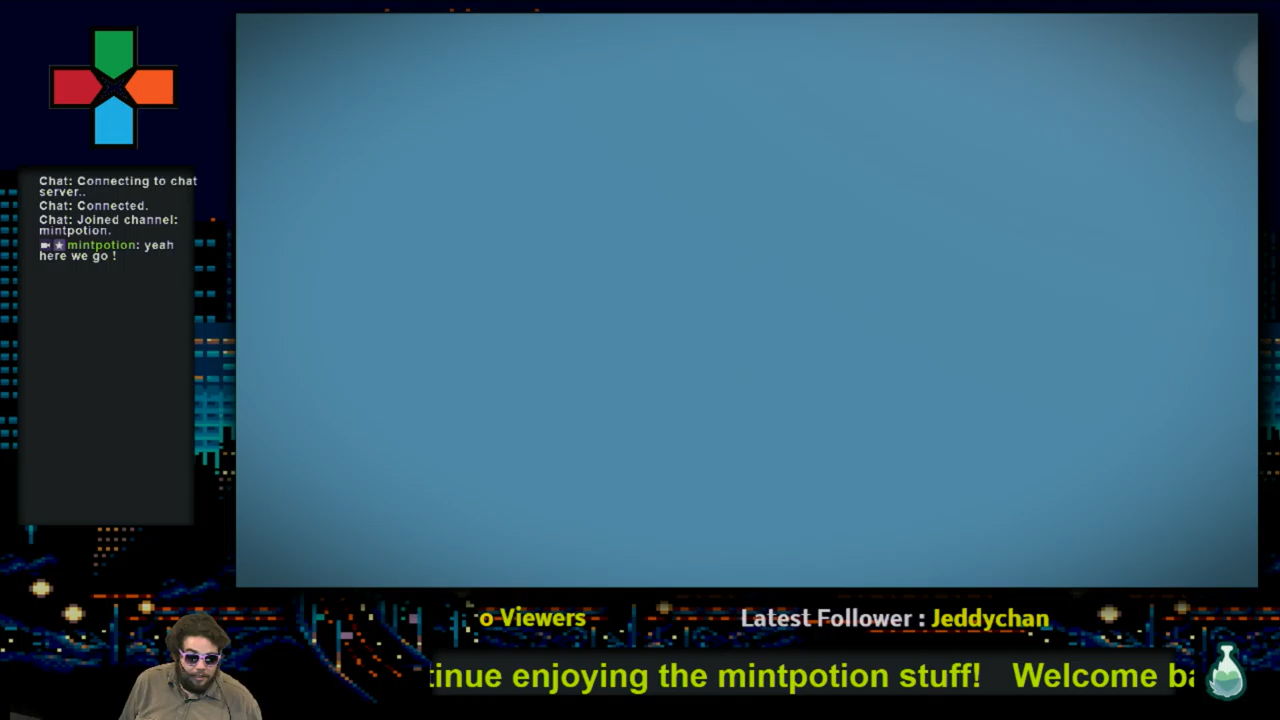 Chat: Connecting to chat
server..
Chat: Connected.
Chat: Joined channel:
mintpotion.
mintpotion: yeah
here we go !
o Viewers
Latest Follower : Jeddychan
tinue enjoying the mintpotion stuff! Welcome ba